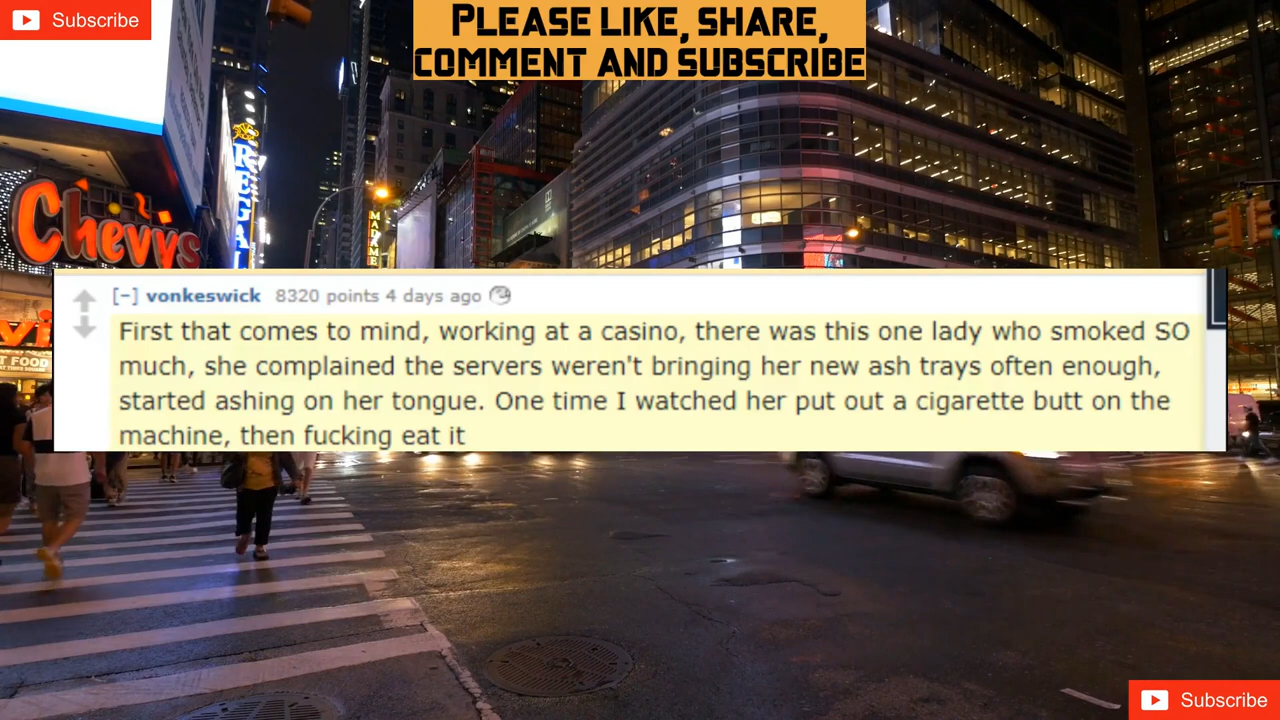 Subscribe
PLEASE LIKE, SHARE,
COMMENT AND SUBSCRIBE
Chevys
REGAL
MADAME
T FOOD
[–] vonkeswick 8320 points 4 days ago
First that comes to mind, working at a casino, there was this one lady who smoked SO
much, she complained the servers weren't bringing her new ash trays often enough,
started ashing on her tongue. One time I watched her put out a cigarette butt on the
machine, then fucking eat it
Subscribe